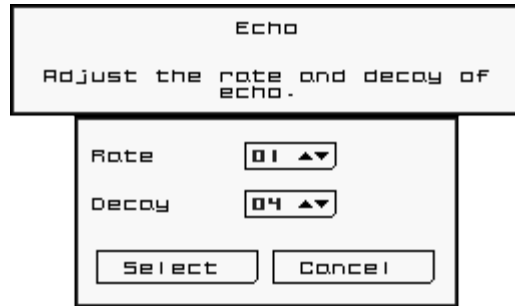 Echo
Adjust the rate and decay of
echo.
Rate 01
Decay 04
Select Cancel